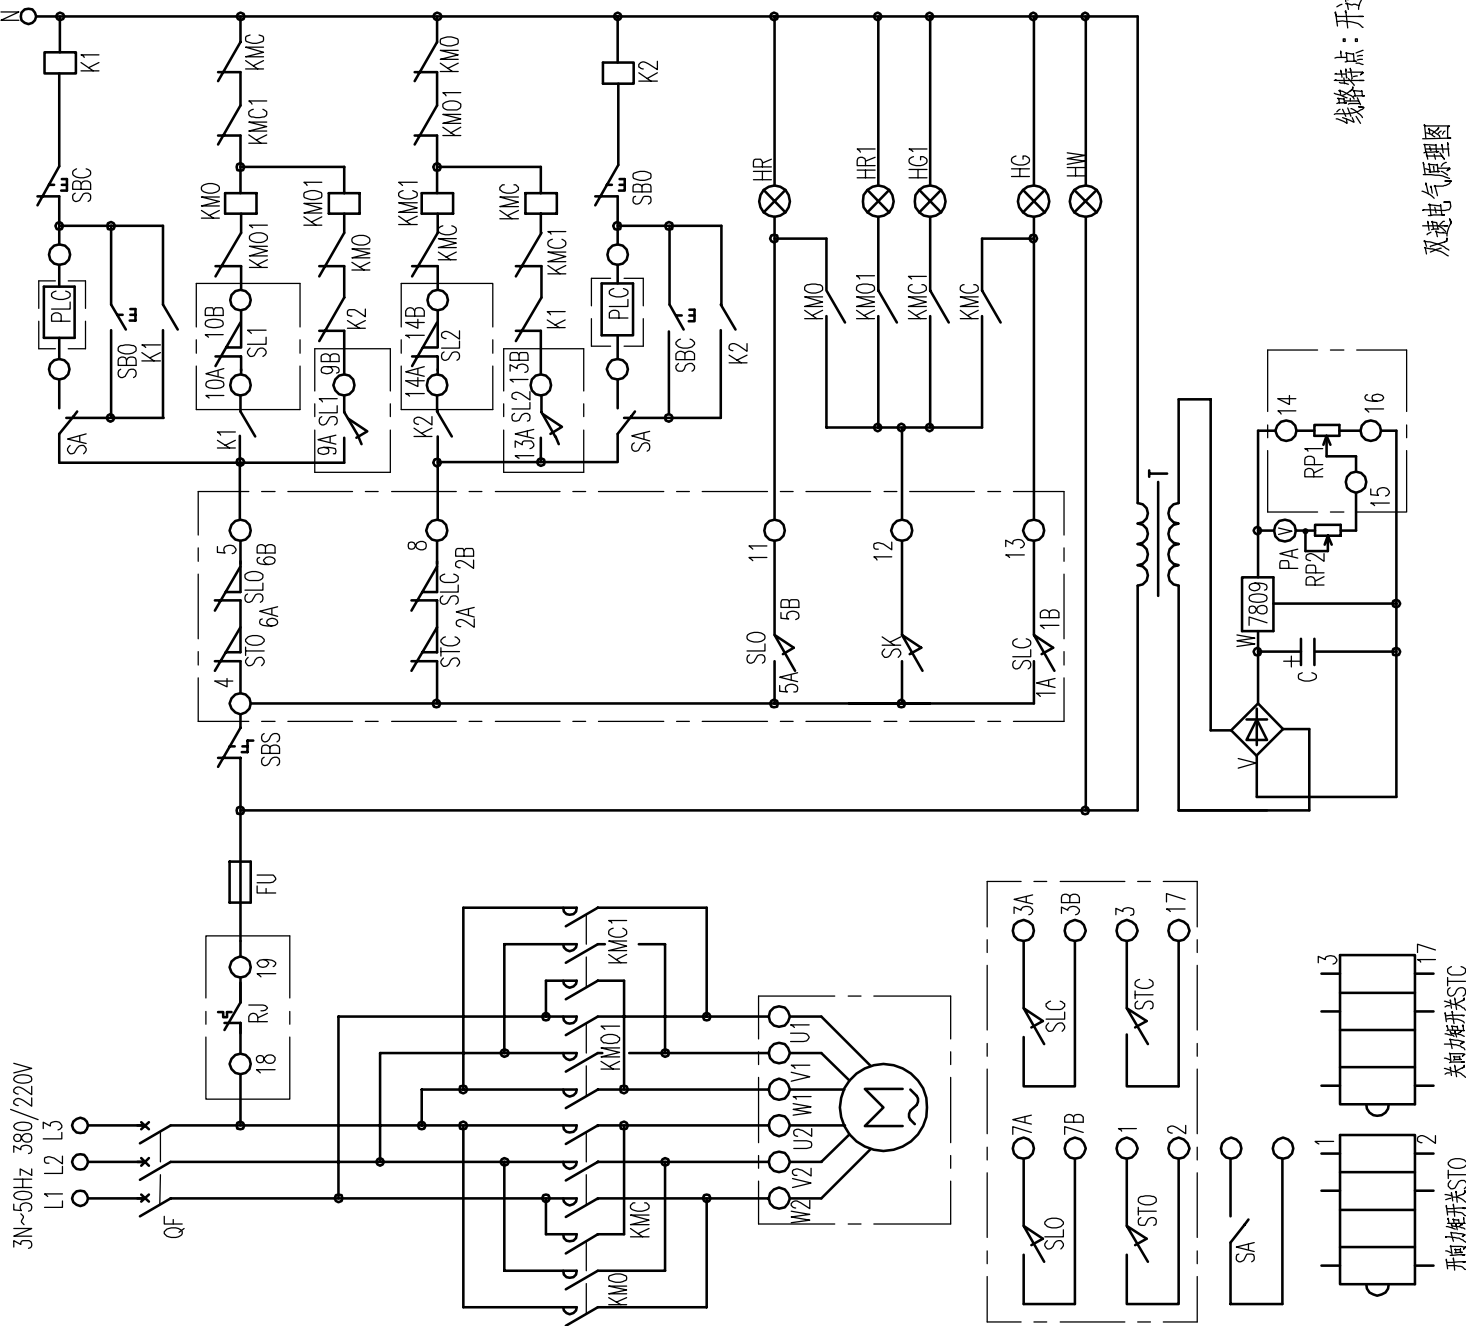 N
K1
SBC
PLC
SBO
K1
SA
KMC
KMC1
KMO
KMO1
KMO1
KMO
10B
SL1
10A
K1
K2
9B
SL1
9A
KMO
KMO1
KMC1
KMC
KMC
KMC1
14B
SL2
14A
K2
K1
13B
SL2
13A
K2
SBO
PLC
SBC
K2
SA
HR
HR1
HG1
HG
HW
KMO
KMO1
KMC1
KMC
5
6B
SLO
6A
STO
4
8
2B
SLC
2A
STC
11
5B
SLO
5A
12
SK
13
1B
SLC
1A
SBS
FU
19
RJ
18
3N~50Hz 380/220V
L1 L2 L3
QF
KMC1
KMO1
KMC
KMO
U1
V1
W1
U2
V2
W2
M
~
T
14
RP1
16
15
V
PA
RP2
7809
W
+
C
V
3A
3B
SLC
3
17
STC
7A
7B
SLO
1
2
STO
SA
3
17
关向力矩开关STC
1
2
开向力矩开关STO
线路特点：开
双速电气原理图